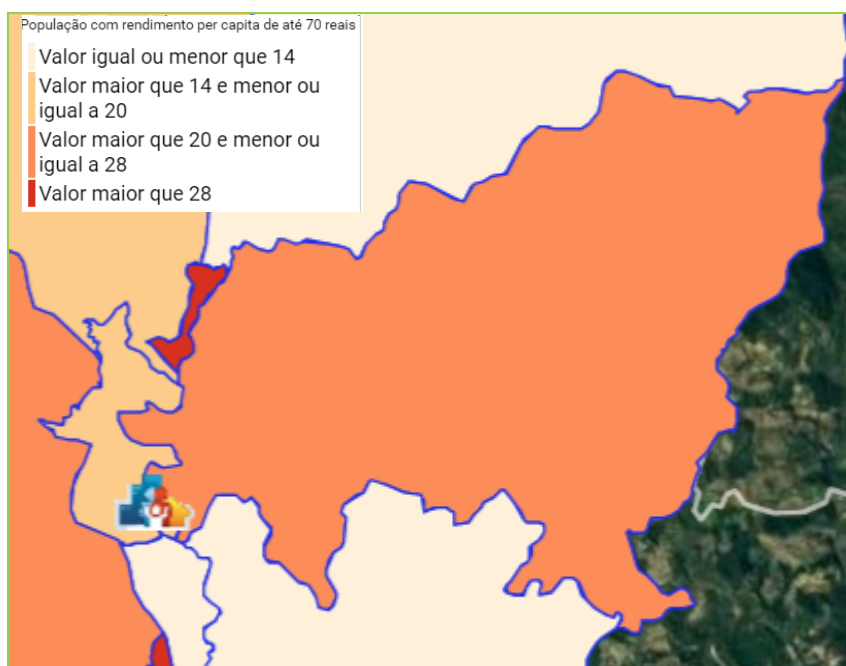 População com rendimento per capita de até 70 reais
Valor igual ou menor que 14
Valor maior que 14 e menor ou
igual a 20
Valor maior que 20 e menor ou
igual a 28
Valor maior que 28